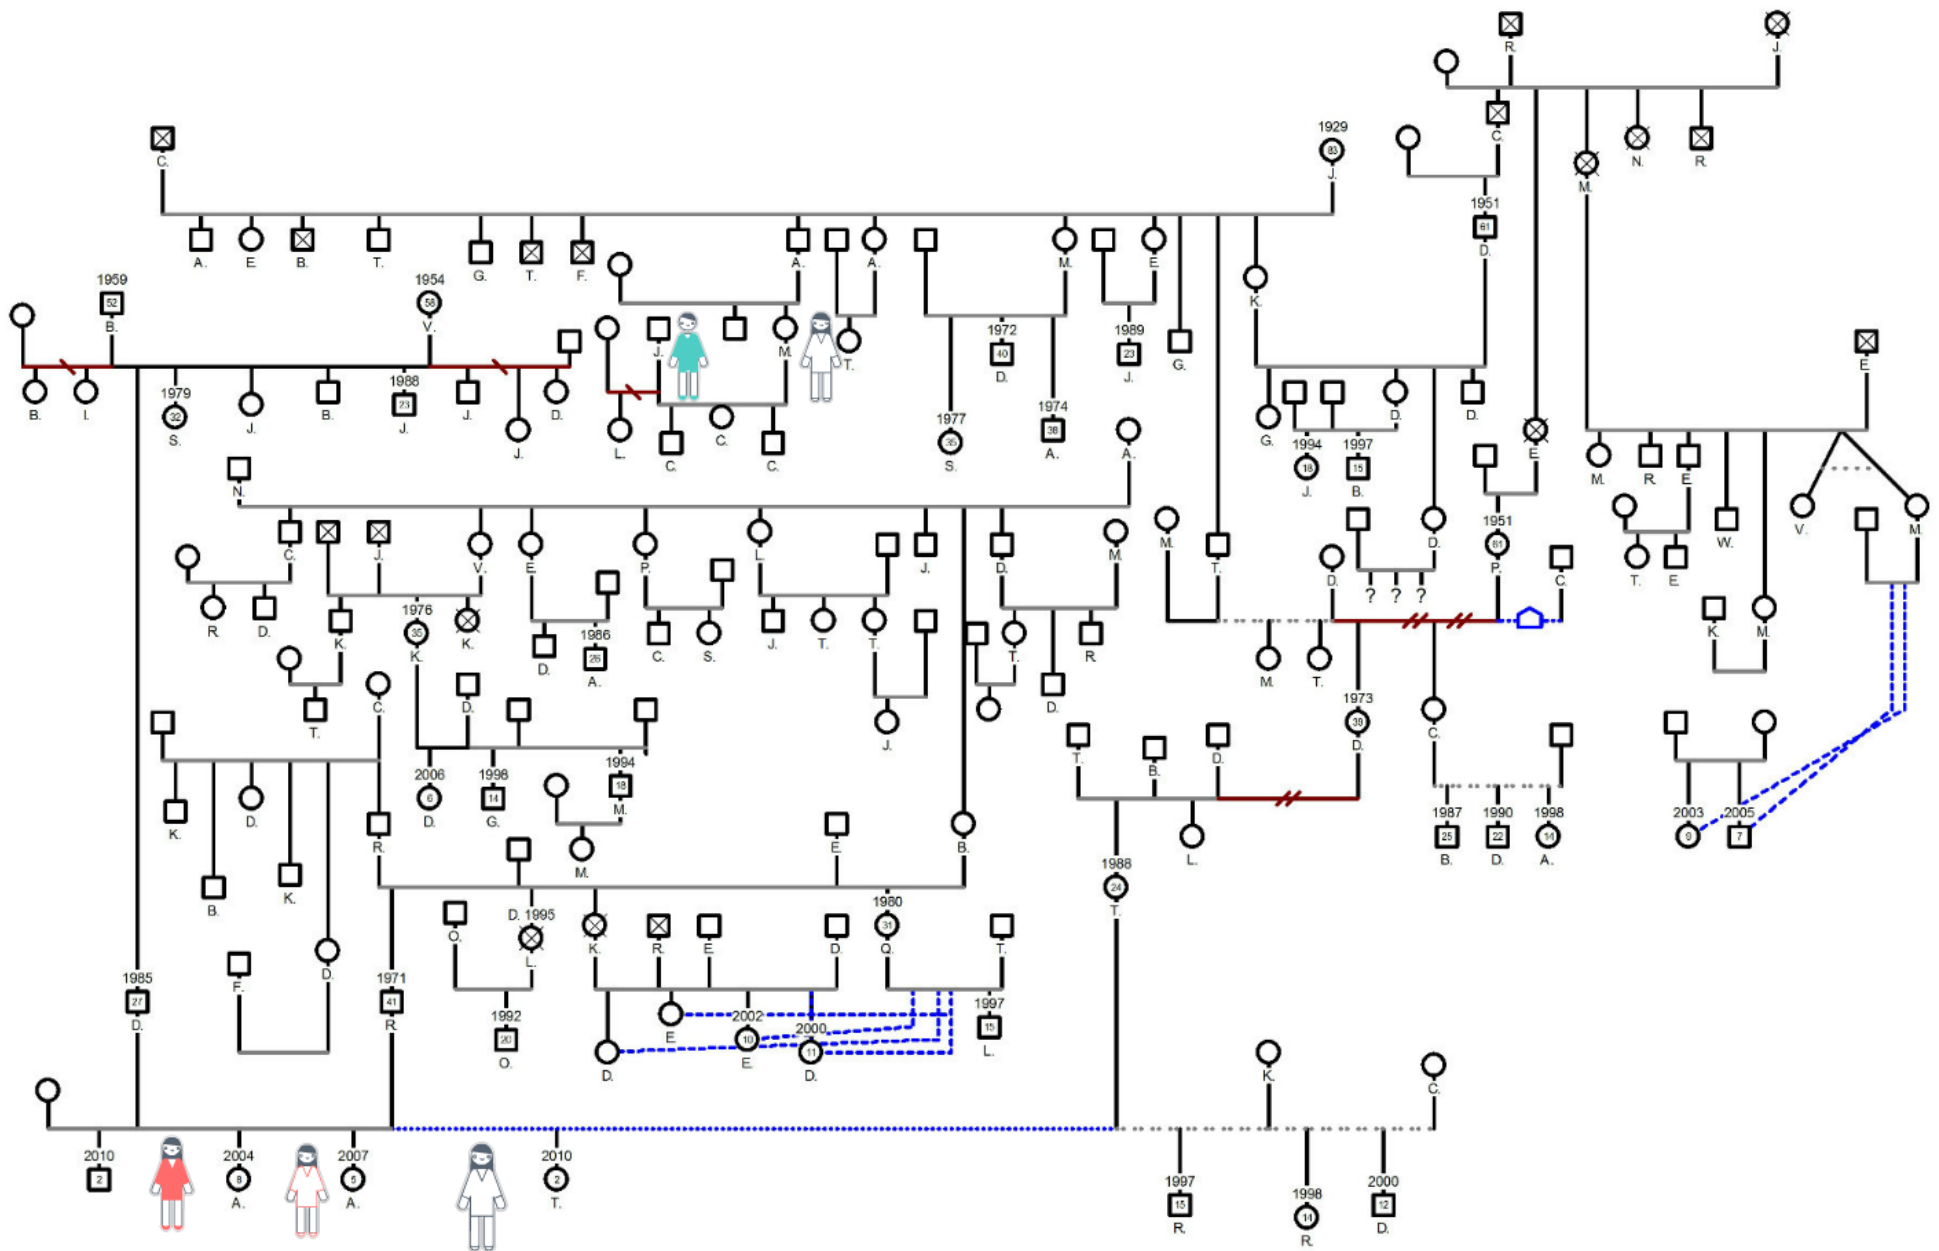 R.
J.
C.
1929
83
J.
C.
N.
R.
M.
1951
61
D.
A.
E.
B.
T.
G.
T.
F.
A.
A.
M.
E.
K.
1959
52
B.
1954
58
V.
J.
M.
T.
1972
40
D.
1989
23
J.
G.
E.
B.
I.
1979
32
S.
J.
B.
1988
23
J.
J.
J.
D.
L.
C.
C.
C.
1977
35
S.
1974
38
A.
A.
G.
1994
18
J.
1997
15
B.
D.
D.
E.
M.
R.
E.
W.
V.
M.
N.
C.
J.
V.
E.
P.
L.
J.
D.
M.
M.
T.
D.
D.
1951
61
P.
C.
T.
E.
? ? ?
R.
D.
K.
1976
35
K.
K.
D.
1986
26
A.
C.
S.
J.
T.
T.
T.
R.
M.
T.
K.
M.
T.
C.
D.
J.
D.
1973
39
D.
C.
T.
B.
D.
K.
B.
D.
K.
R.
2006
6
D.
1998
14
G.
1994
18
M.
M.
E.
B.
L.
1987
25
B.
1990
22
D.
1998
14
A.
2003
9
2005
7
1988
24
T.
O.
D. 1995
L.
K.
R.
E.
D.
1980
31
Q.
T.
F.
D.
1985
27
D.
1971
41
R.
1992
20
O.
D.
E.
2002
10
E.
2000
11
D.
1997
15
L.
K.
C.
2010
2
2004
8
A.
2007
5
A.
2010
2
T.
1997
15
R.
1998
14
R.
2000
12
D.